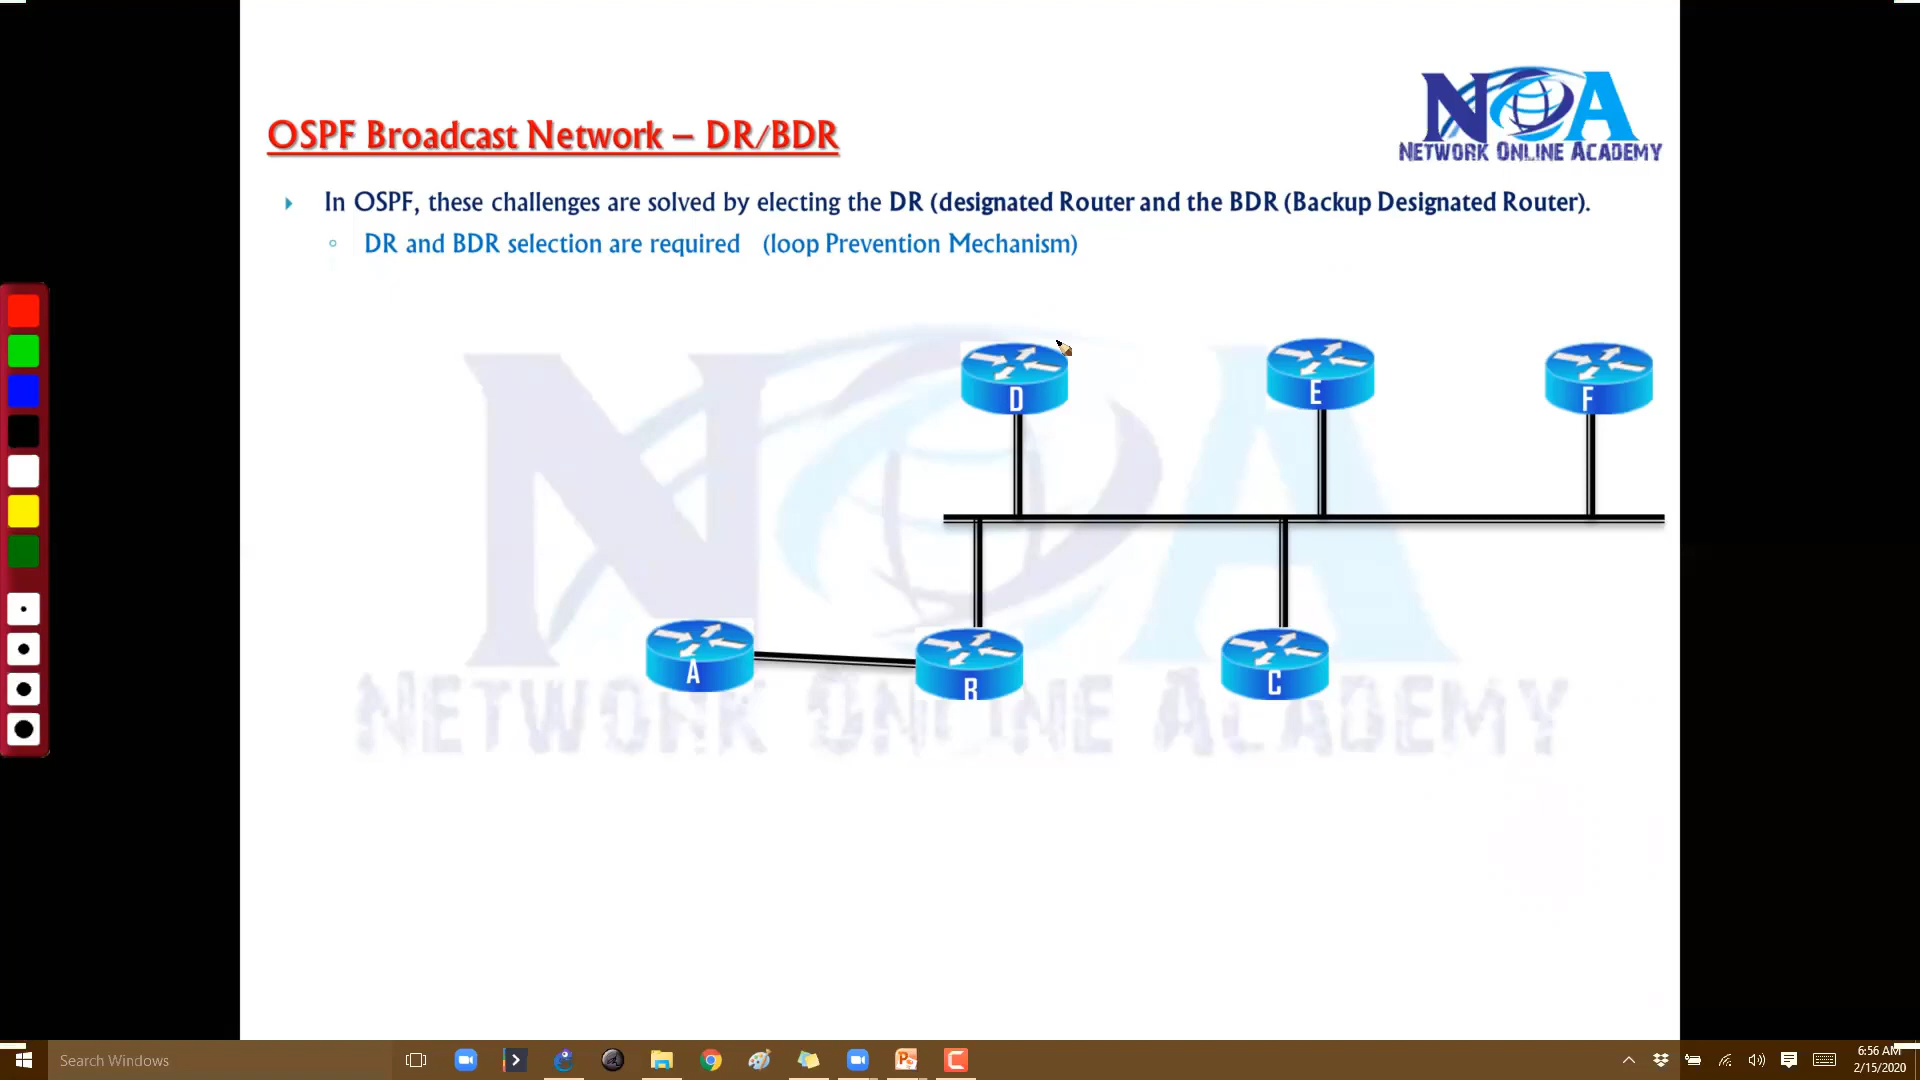 NOA
NETWORK ONLINE ACADEMY
OSPF Broadcast Network – DR/BDR
In OSPF, these challenges are solved by electing the DR (designated Router and the BDR (Backup Designated Router).
DR and BDR selection are required (loop Prevention Mechanism)
D
E
F
A
B
C
NOA
NETWORK ONLINE ACADEMY
Search Windows
6:56 AM
2/15/2020